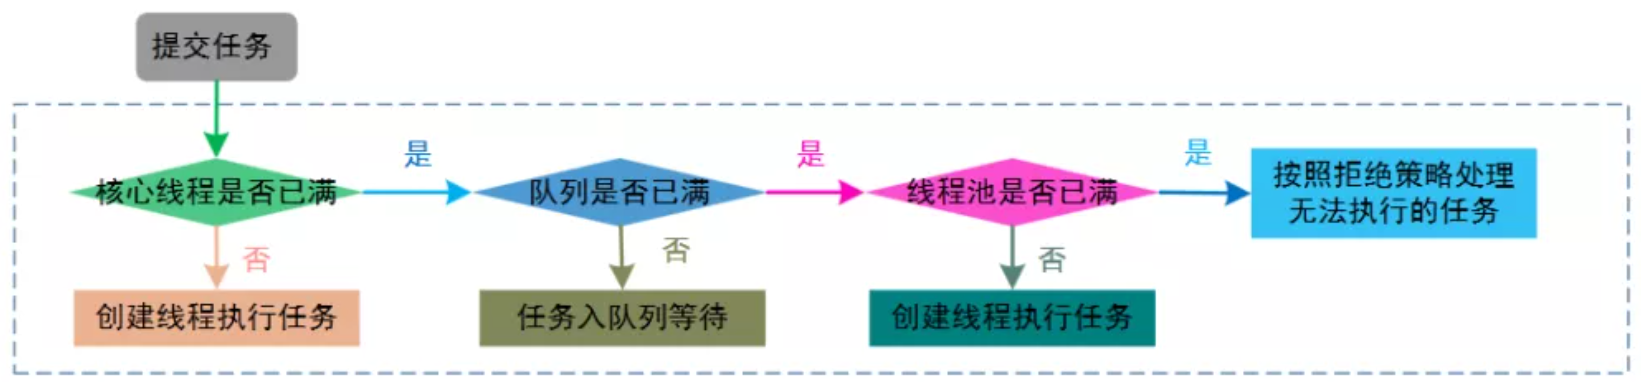 提交任务
核心线程是否已满
是
队列是否已满
是
线程池是否已满
是
按照拒绝策略处理
无法执行的任务
否
创建线程执行任务
否
任务入队列等待
否
创建线程执行任务